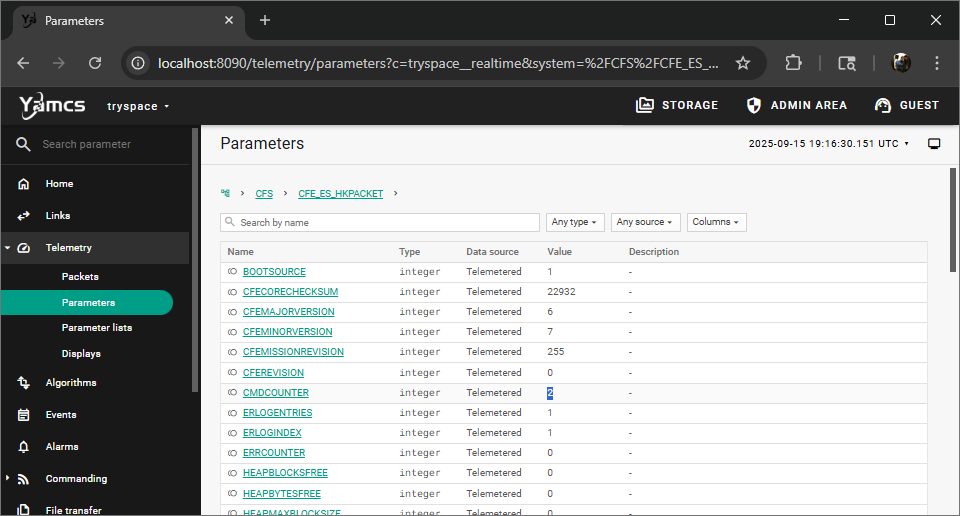 Parameters
localhost:8090/telemetry/parameters?c=tryspace__realtime&system=%2FCFS%2FCFE_ES_...
Yamcs tryspace STORAGE ADMIN AREA GUEST
Search parameter
Home
Links
Telemetry
Packets
Parameters
Parameter lists
Displays
Algorithms
Events
Alarms
Commanding
File transfer
Parameters 2025-09-15 19:16:30.151 UTC
CFS CFE_ES_HKPACKET
Search by name Any type Any source Columns
Name Type Data source Value Description
BOOTSOURCE integer Telemetered 1 -
CFECORECHECKSUM integer Telemetered 22932 -
CFEMAJORVERSION integer Telemetered 6 -
CFEMINORVERSION integer Telemetered 7 -
CFEMISSIONREVISION integer Telemetered 255 -
CFEREVISION integer Telemetered 0 -
CMDCOUNTER integer Telemetered 2 -
ERLOGENTRIES integer Telemetered 1 -
ERLOGINDEX integer Telemetered 1 -
ERRCOUNTER integer Telemetered 0 -
HEAPBLOCKSFREE integer Telemetered 0 -
HEAPBYTESFREE integer Telemetered 0 -
HEAPMAXBLOCKSIZE integer Telemetered 0 -